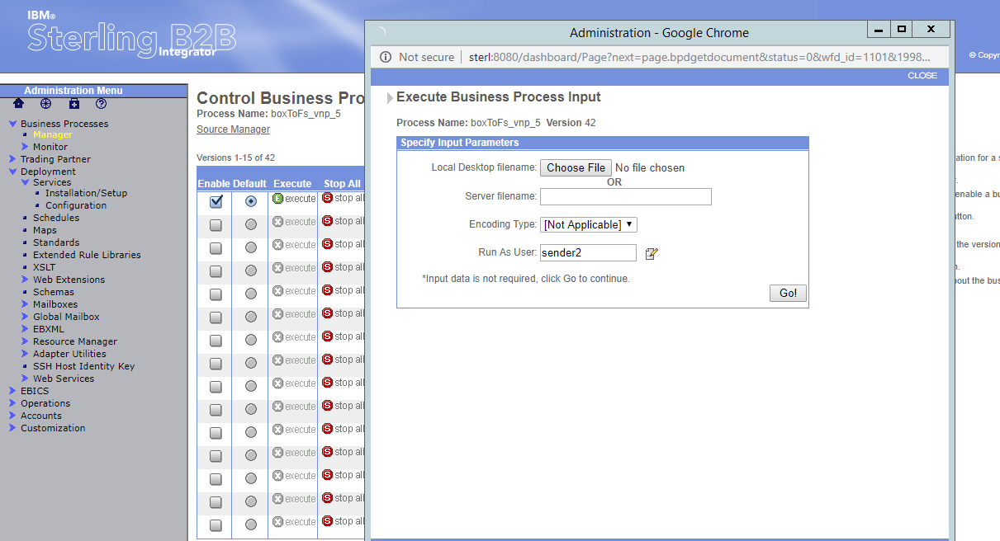 IBM®
Sterling B2B
Integrator
© Copyr
Administration Menu
Business Processes
Manager
Monitor
Trading Partner
Deployment
Services
Installation/Setup
Configuration
Schedules
Maps
Standards
Extended Rule Libraries
XSLT
Web Extensions
Schemas
Mailboxes
Global Mailbox
EBXML
Resource Manager
Adapter Utilities
SSH Host Identity Key
Web Services
EBICS
Operations
Accounts
Customization
Control Business Pro
Process Name: boxToFs_vnp_5
Source Manager
Versions 1-15 of 42
Enable Default Execute Stop All
E execute S stop all
X execute S stop all
X execute S stop all
X execute S stop all
X execute S stop all
X execute S stop all
X execute S stop all
X execute S stop all
X execute S stop all
X execute S stop all
X execute S stop all
X execute S stop all
X execute S stop all
X execute S stop all
X execute S stop all
Administration - Google Chrome
Not secure sterl:8080/dashboard/Page?next=page.bpdgetdocument&status=0&wfd_id=1101&1998...
CLOSE
Execute Business Process Input
Process Name: boxToFs_vnp_5 Version 42
Specify Input Parameters
Local Desktop filename: Choose File No file chosen
OR
Server filename:
Encoding Type: [Not Applicable]
Run As User: sender2
*Input data is not required, click Go to continue.
Go!
ation for a s
r.
enable a bu
utton.
the version
n.
bout the bus